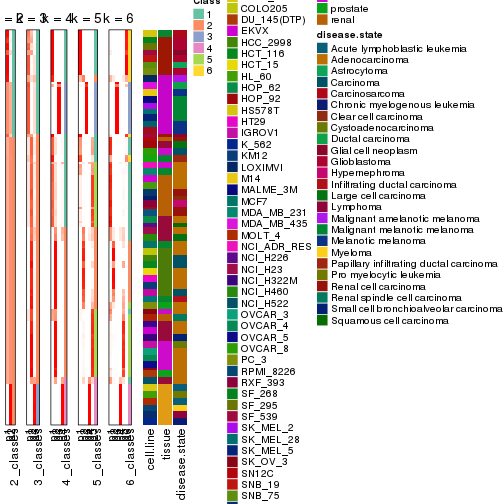 k = 3
k = 4
k = 5
k = 6
Class
1
2
3
4
5
6
2_classes
3_classes
4_classes
5_classes
6_classes
cell.line
tissue
disease.state
COLO205
DU_145(DTP)
EKVX
HCC_2998
HCT_116
HCT_15
HL_60
HOP_62
HOP_92
HS578T
HT29
IGROV1
K_562
KM12
LOXIMVI
M14
MALME_3M
MCF7
MDA_MB_231
MDA_MB_435
MOLT_4
NCI_ADR_RES
NCI_H226
NCI_H23
NCI_H322M
NCI_H460
NCI_H522
OVCAR_3
OVCAR_4
OVCAR_5
OVCAR_8
PC_3
RPMI_8226
RXF_393
SF_268
SF_295
SF_539
SK_MEL_2
SK_MEL_28
SK_MEL_5
SK_OV_3
SN12C
SNB_19
SNB_75
prostate
renal
disease.state
Acute lymphoblastic leukemia
Adenocarcinoma
Astrocytoma
Carcinoma
Carcinosarcoma
Chronic myelogenous leukemia
Clear cell carcinoma
Cystoadenocarcinoma
Ductal carcinoma
Glial cell neoplasm
Glioblastoma
Hypernephroma
Infiltrating ductal carcinoma
Large cell carcinoma
Lymphoma
Malignant amelanotic melanoma
Malignant melanotic melanoma
Melanotic melanoma
Myeloma
Papillary infiltrating ductal carcinoma
Pro myelocytic leukemia
Renal cell carcinoma
Renal spindle cell carcinoma
Small cell bronchioalveolar carcinoma
Squamous cell carcinoma